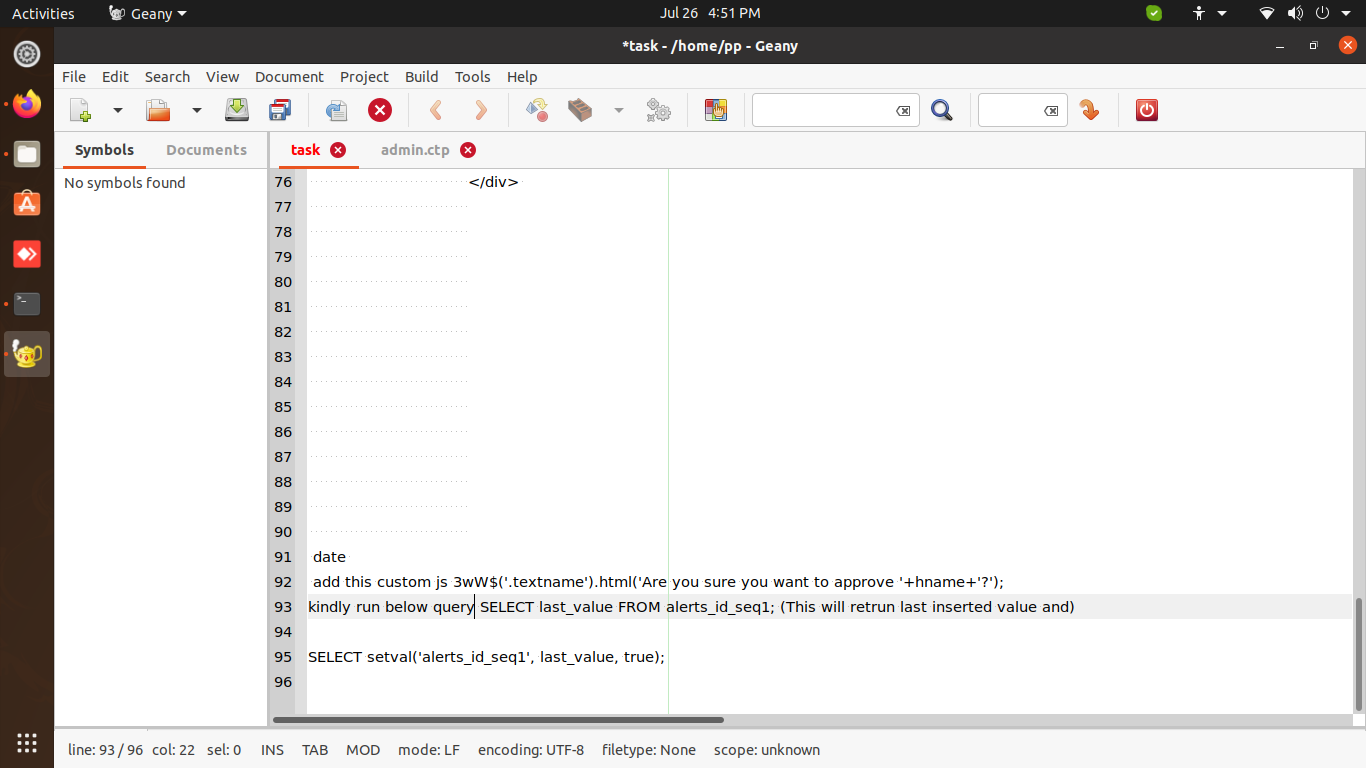 Activities Geany Jul 26 4:51 PM
*task - /home/pp - Geany
File Edit Search View Document Project Build Tools Help
Symbols Documents task admin.ctp
No symbols found
76 </div>
77
78
79
80
81
82
83
84
85
86
87
88
89
90
91 date
92 add this custom js 3wW$('.textname').html('Are you sure you want to approve '+hname+'?');
93 kindly run below query SELECT last_value FROM alerts_id_seq1; (This will retrun last inserted value and)
94
95 SELECT setval('alerts_id_seq1', last_value, true);
96
line: 93 / 96 col: 22 sel: 0 INS TAB MOD mode: LF encoding: UTF-8 filetype: None scope: unknown